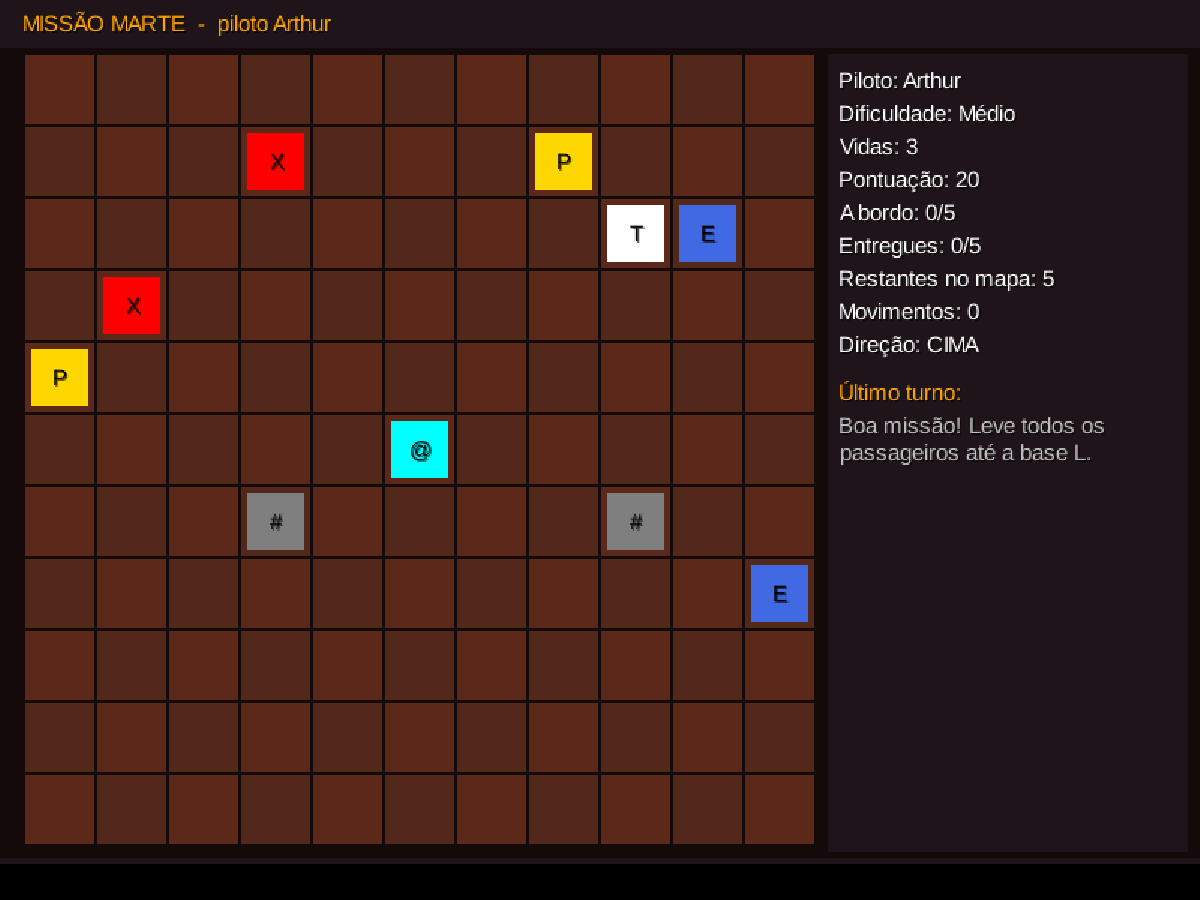 MISSÃO MARTE - piloto Arthur
X
P
T E
X
P
@
# #
E
Piloto: Arthur
Dificuldade: Médio
Vidas: 3
Pontuação: 20
A bordo: 0/5
Entregues: 0/5
Restantes no mapa: 5
Movimentos: 0
Direção: CIMA
Último turno:
Boa missão! Leve todos os
passageiros até a base L.